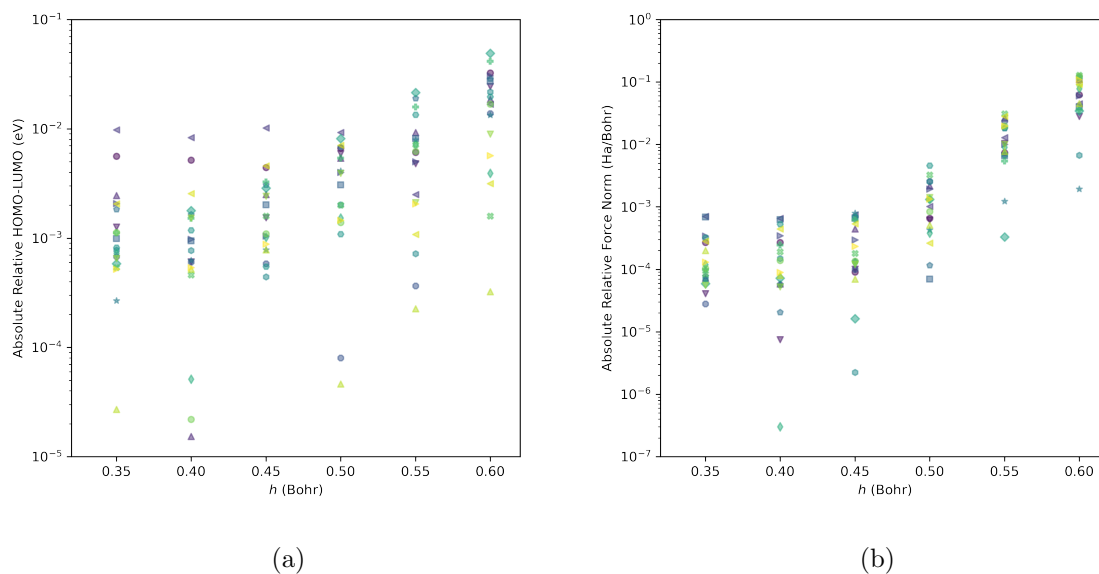 10⁻¹
10⁻²
10⁻³
10⁻⁴
10⁻⁵
Absolute Relative HOMO-LUMO (eV)
0.35 0.40 0.45 0.50 0.55 0.60
h (Bohr)
(a)
10⁰
10⁻¹
10⁻²
10⁻³
10⁻⁴
10⁻⁵
10⁻⁶
10⁻⁷
Absolute Relative Force Norm (Ha/Bohr)
0.35 0.40 0.45 0.50 0.55 0.60
h (Bohr)
(b)